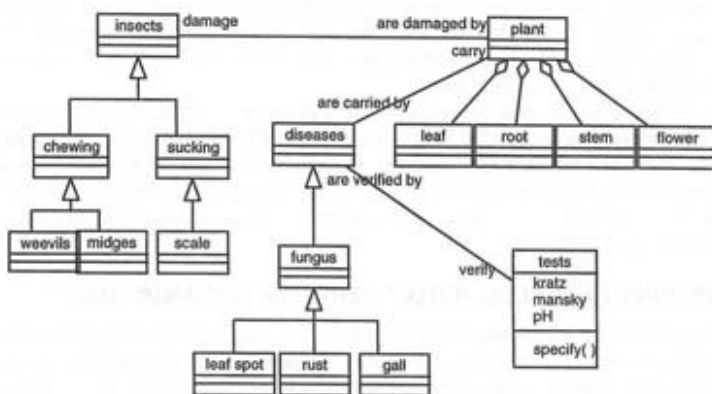 insects
damage
are damaged by
plant
carry
are carried by
diseases
leaf
root
stem
flower
chewing
sucking
are verified by
weevils
midges
scale
fungus
verify
tests
kratz
mansky
pH
specify( )
leaf spot
rust
gall